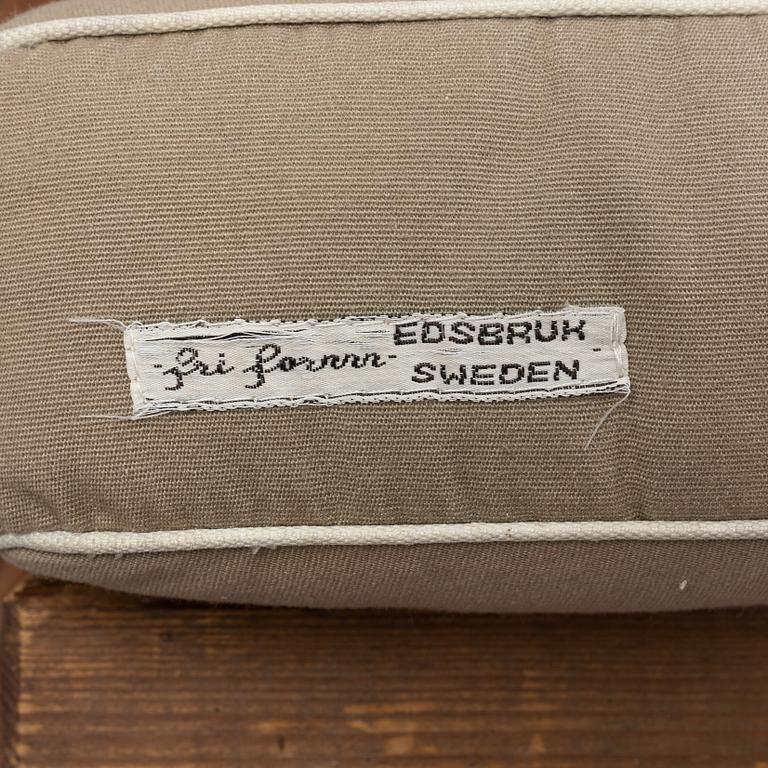 -fri form-
EDSBRUK
SWEDEN -